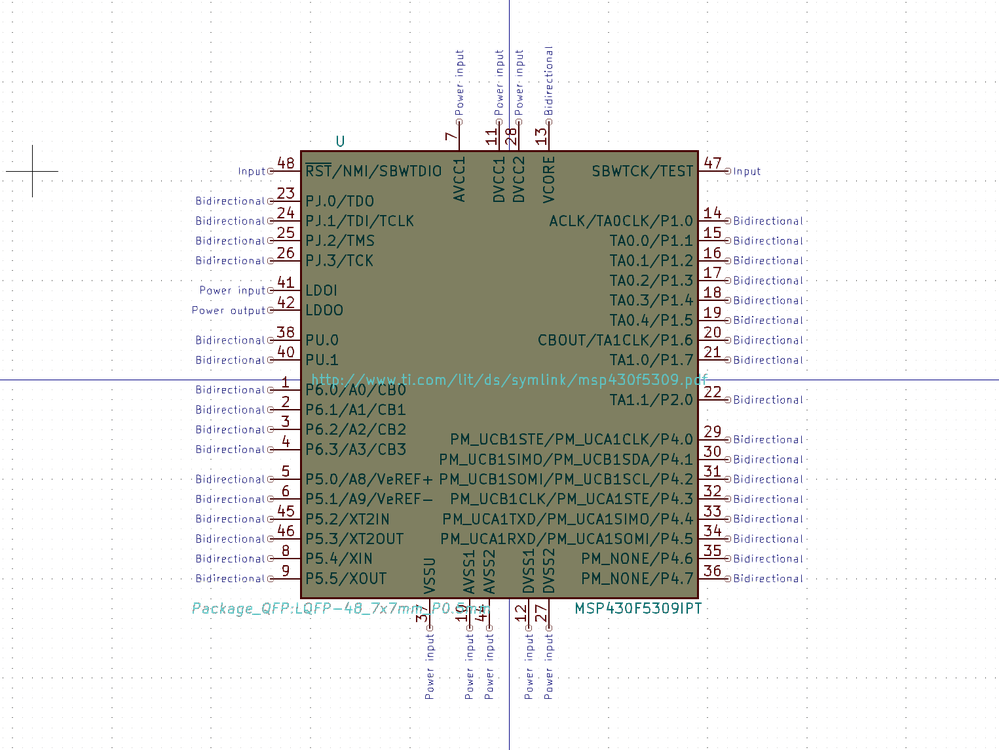 Power input
Power input
Power input
Bidirectional
7
11
28
13
U
AVCC1
DVCC1
DVCC2
VCORE
Input 48 RST/NMI/SBWTDIO
SBWTCK/TEST 47 Input
Bidirectional 23 PJ.0/TDO
Bidirectional 24 PJ.1/TDI/TCLK
ACLK/TA0CLK/P1.0 14 Bidirectional
Bidirectional 25 PJ.2/TMS
TA0.0/P1.1 15 Bidirectional
Bidirectional 26 PJ.3/TCK
TA0.1/P1.2 16 Bidirectional
TA0.2/P1.3 17 Bidirectional
Power input 41 LDOI
TA0.3/P1.4 18 Bidirectional
Power output 42 LDOO
TA0.4/P1.5 19 Bidirectional
Bidirectional 38 PU.0
CBOUT/TA1CLK/P1.6 20 Bidirectional
Bidirectional 40 PU.1
TA1.0/P1.7 21 Bidirectional
http://www.ti.com/lit/ds/symlink/msp430f5309.pdf
Bidirectional 1 P6.0/A0/CB0
TA1.1/P2.0 22 Bidirectional
Bidirectional 2 P6.1/A1/CB1
Bidirectional 3 P6.2/A2/CB2
PM_UCB1STE/PM_UCA1CLK/P4.0 29 Bidirectional
Bidirectional 4 P6.3/A3/CB3
PM_UCB1SIMO/PM_UCB1SDA/P4.1 30 Bidirectional
Bidirectional 5 P5.0/A8/VeREF+
PM_UCB1SOMI/PM_UCB1SCL/P4.2 31 Bidirectional
Bidirectional 6 P5.1/A9/VeREF-
PM_UCB1CLK/PM_UCA1STE/P4.3 32 Bidirectional
Bidirectional 45 P5.2/XT2IN
PM_UCA1TXD/PM_UCA1SIMO/P4.4 33 Bidirectional
Bidirectional 46 P5.3/XT2OUT
PM_UCA1RXD/PM_UCA1SOMI/P4.5 34 Bidirectional
Bidirectional 8 P5.4/XIN
PM_NONE/P4.6 35 Bidirectional
Bidirectional 9 P5.5/XOUT
PM_NONE/P4.7 36 Bidirectional
VSSU
AVSS1
AVSS2
DVSS1
DVSS2
Package_QFP:LQFP-48_7x7mm_P0.5mm
MSP430F5309IPT
37
10
44
12
27
Power input
Power input
Power input
Power input
Power input